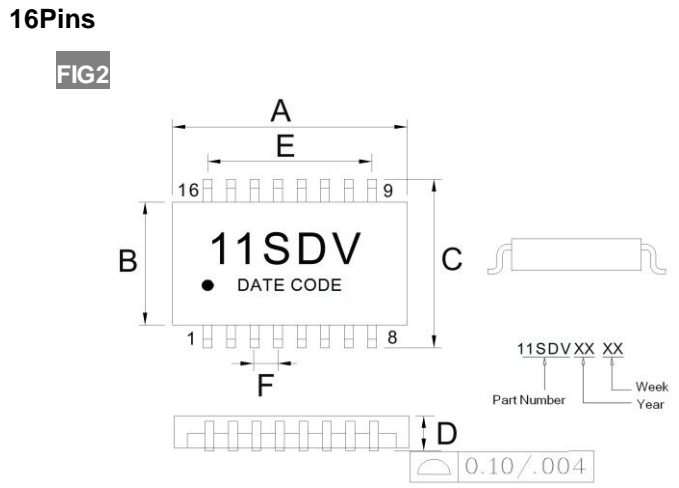 16Pins
FIG2
A
E
16
9
B
11SDV
C
DATE CODE
1
8
F
11SDV XX XX
Week
Part Number
Year
D
0.10/.004